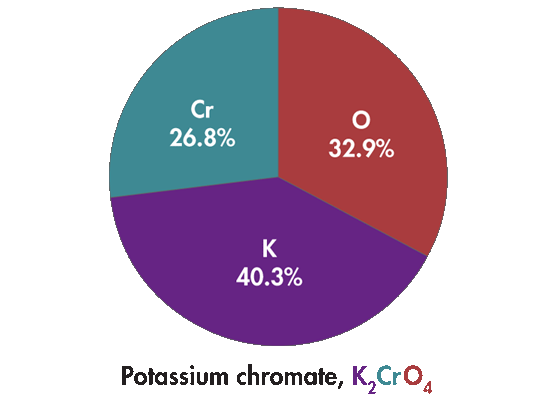 Cr
26.8%
O
32.9%
K
40.3%
Potassium chromate, K₂CrO₄